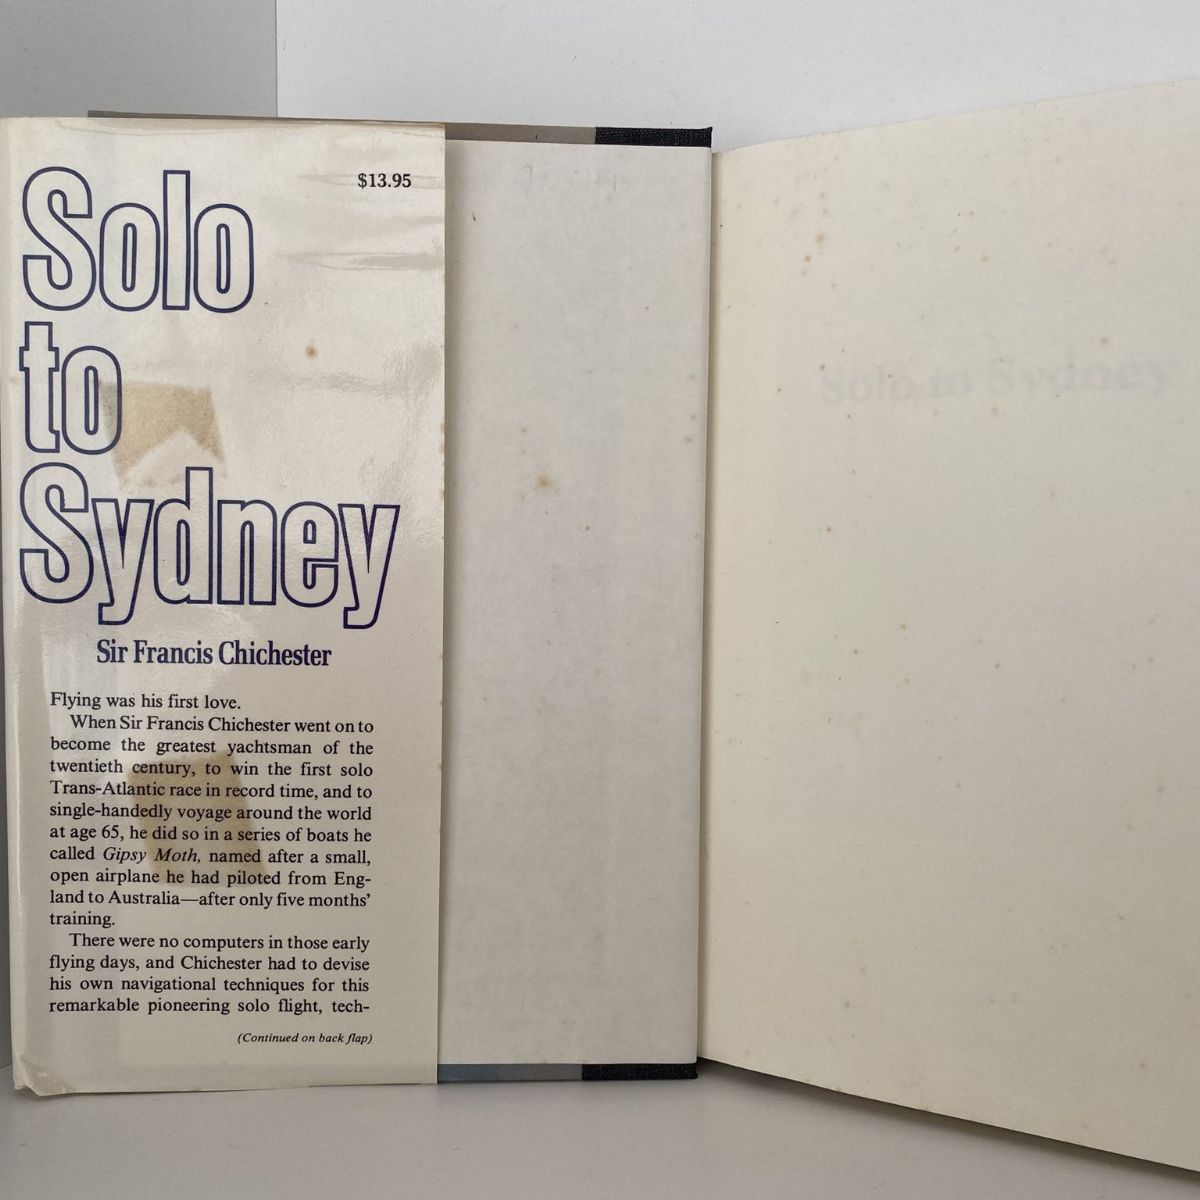 Solo
to
Sydney
$13.95
Sir Francis Chichester
Flying was his first love.
When Sir Francis Chichester went on to
become the greatest yachtsman of the
twentieth century, to win the first solo
Trans-Atlantic race in record time, and to
single-handedly voyage around the world
at age 65, he did so in a series of boats he
called Gipsy Moth, named after a small,
open airplane he had piloted from Eng-
land to Australia—after only five months’
training.
There were no computers in those early
flying days, and Chichester had to devise
his own navigational techniques for this
remarkable pioneering solo flight, tech-
(Continued on back flap)
Solo to Sydney